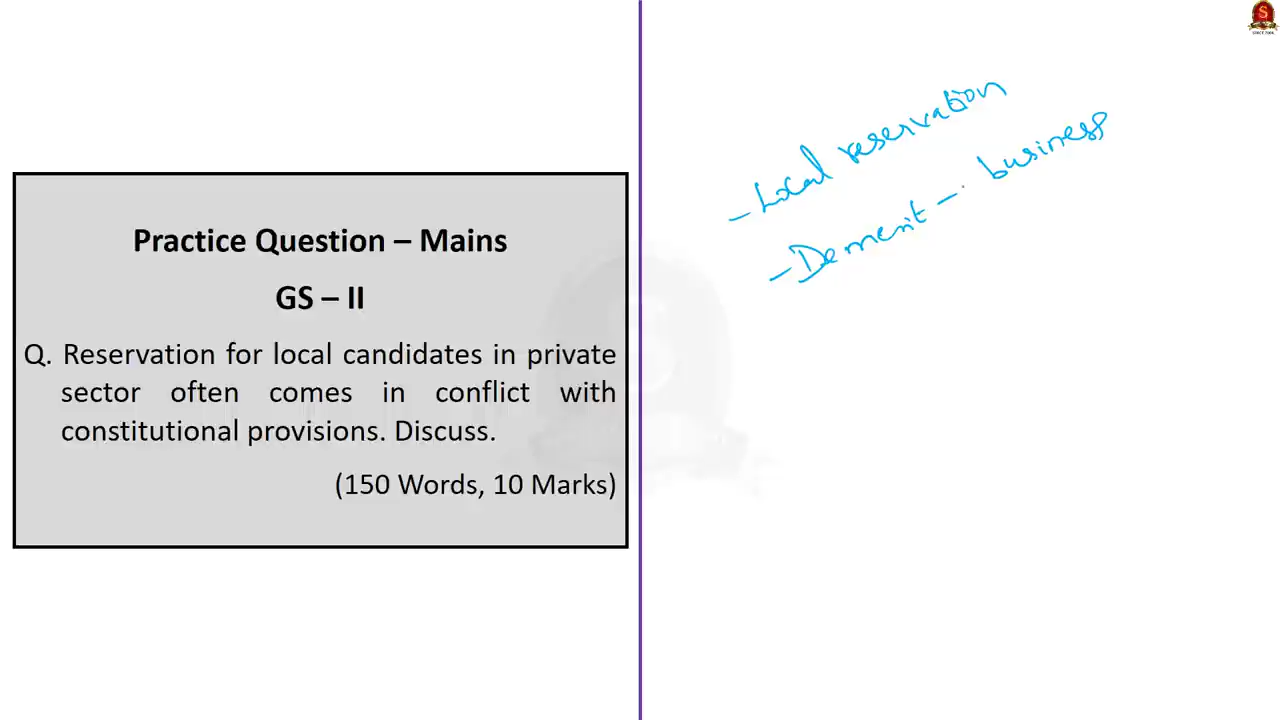 Practice Question – Mains
GS – II
Q. Reservation for local candidates in private
sector often comes in conflict with
constitutional provisions. Discuss.
(150 Words, 10 Marks)
- Local reservation
- Demerit - business